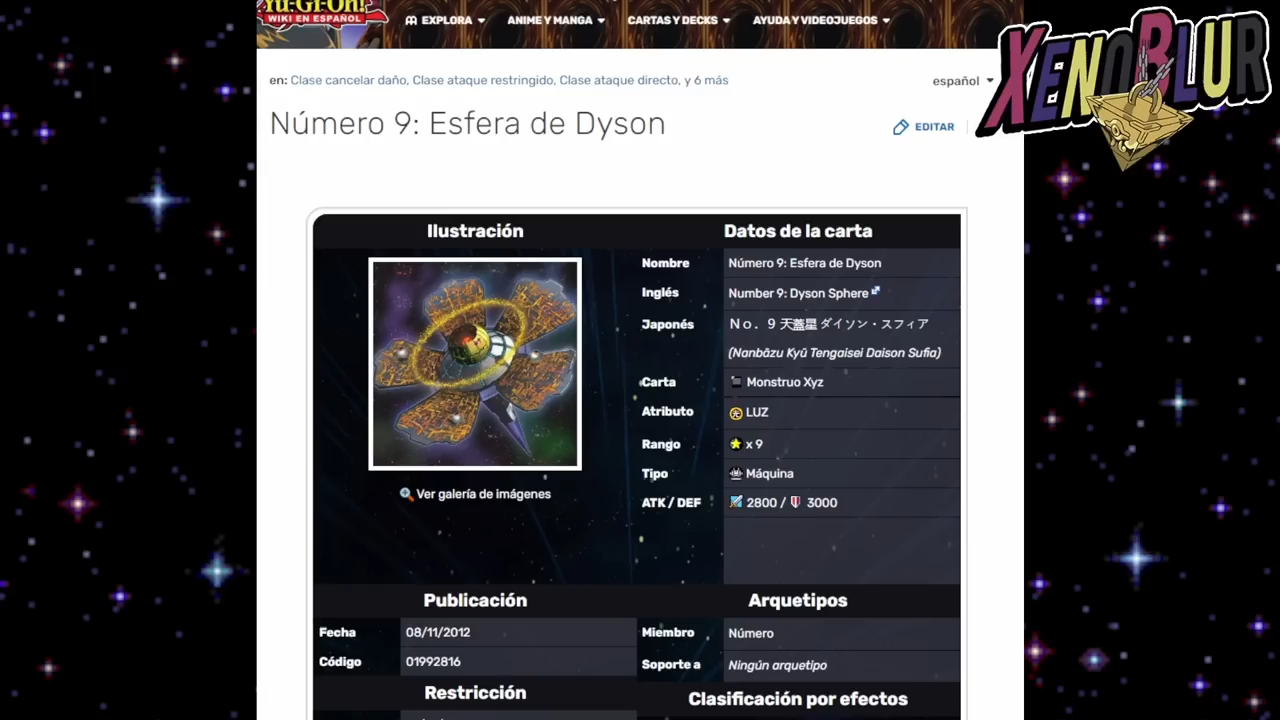 Yu-Gi-Oh!
WIKI EN ESPAÑOL
EXPLORA
ANIME Y MANGA
CARTAS Y DECKS
AYUDA Y VIDEOJUEGOS
XENOBLUR
en: Clase cancelar daño, Clase ataque restringido, Clase ataque directo, y 6 más
español
Número 9: Esfera de Dyson
EDITAR
Ilustración
Datos de la carta
Nombre Número 9: Esfera de Dyson
Inglés Number 9: Dyson Sphere
Japonés Ｎｏ．９ 天蓋星 ダイソン・スフィア
(Nanbâzu Kyû Tengaisei Daison Sufia)
Carta Monstruo Xyz
Atributo LUZ
Rango x 9
Tipo Máquina
ATK / DEF 2800 / 3000
Ver galería de imágenes
Publicación
Fecha 08/11/2012
Código 01992816
Restricción
Arquetipos
Miembro Número
Soporte a Ningún arquetipo
Clasificación por efectos